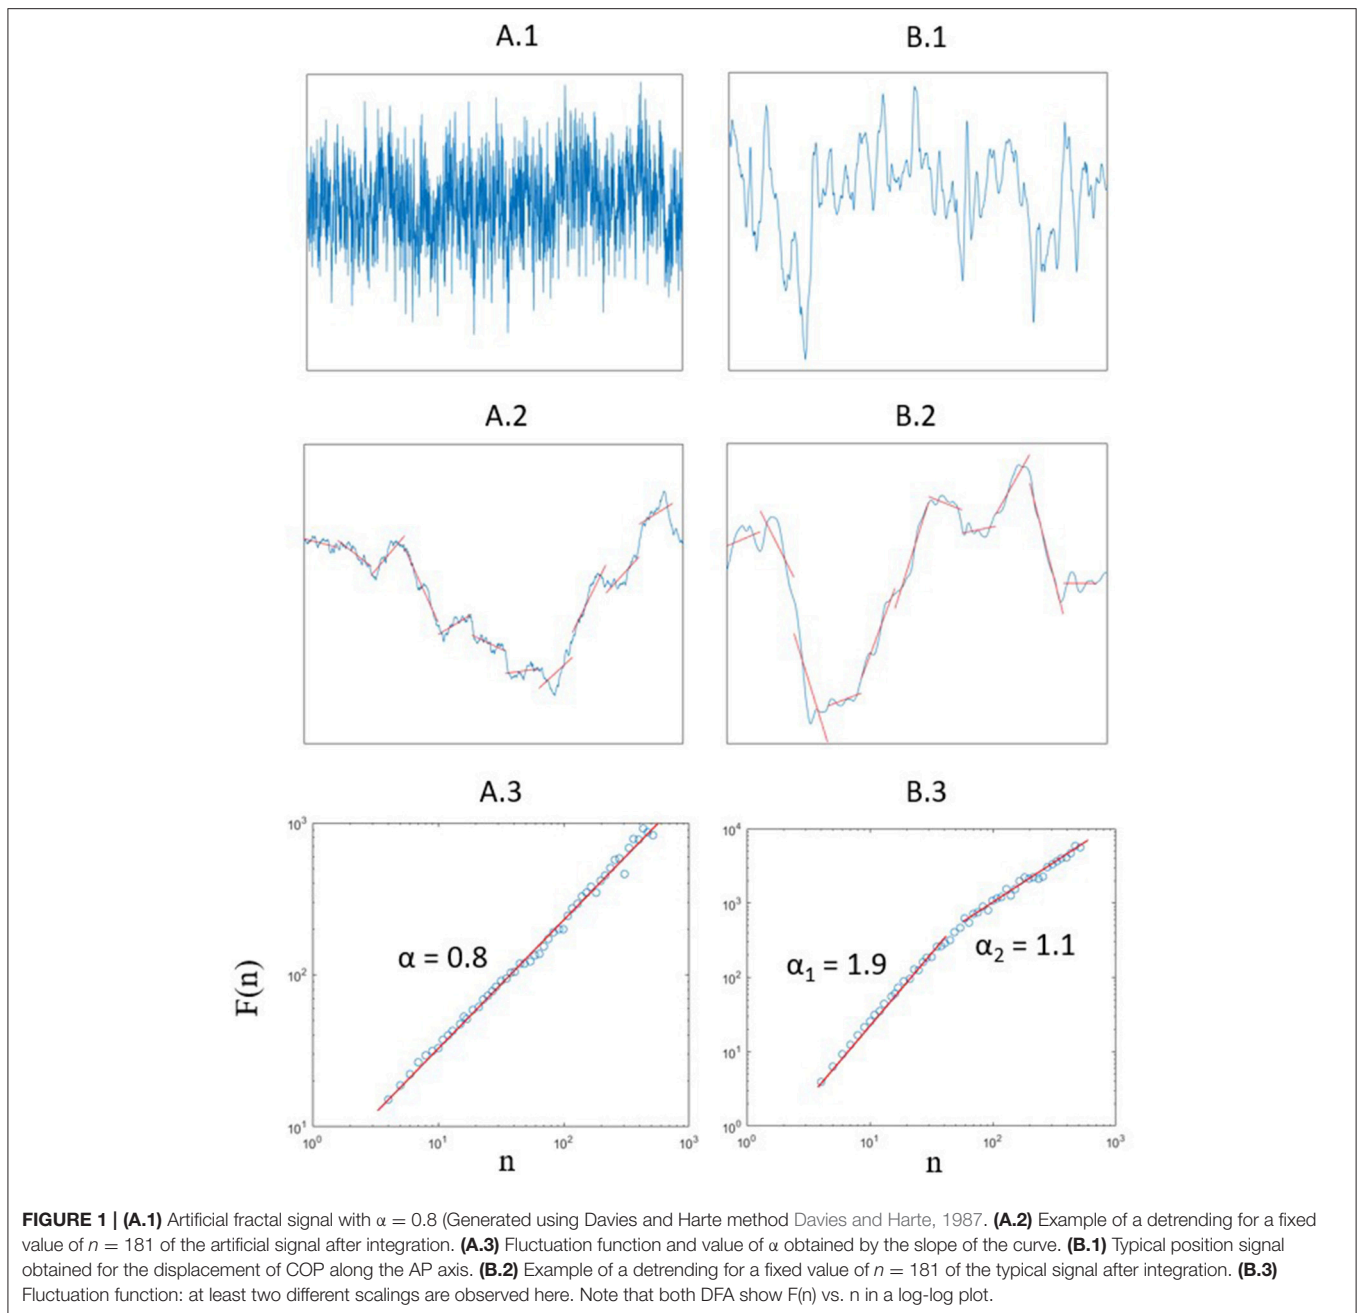 A.1
B.1
A.2
B.2
A.3
B.3
10³
10²
10¹
F(n)
α = 0.8
10⁰
10¹
10²
10³
n
10⁴
10³
10²
10¹
10⁰
α₁ = 1.9
α₂ = 1.1
10⁰
10¹
10²
10³
n
FIGURE 1 | (A.1) Artificial fractal signal with α = 0.8 (Generated using Davies and Harte method Davies and Harte, 1987. (A.2) Example of a detrending for a fixed
value of n = 181 of the artificial signal after integration. (A.3) Fluctuation function and value of α obtained by the slope of the curve. (B.1) Typical position signal
obtained for the displacement of COP along the AP axis. (B.2) Example of a detrending for a fixed value of n = 181 of the typical signal after integration. (B.3)
Fluctuation function: at least two different scalings are observed here. Note that both DFA show F(n) vs. n in a log-log plot.